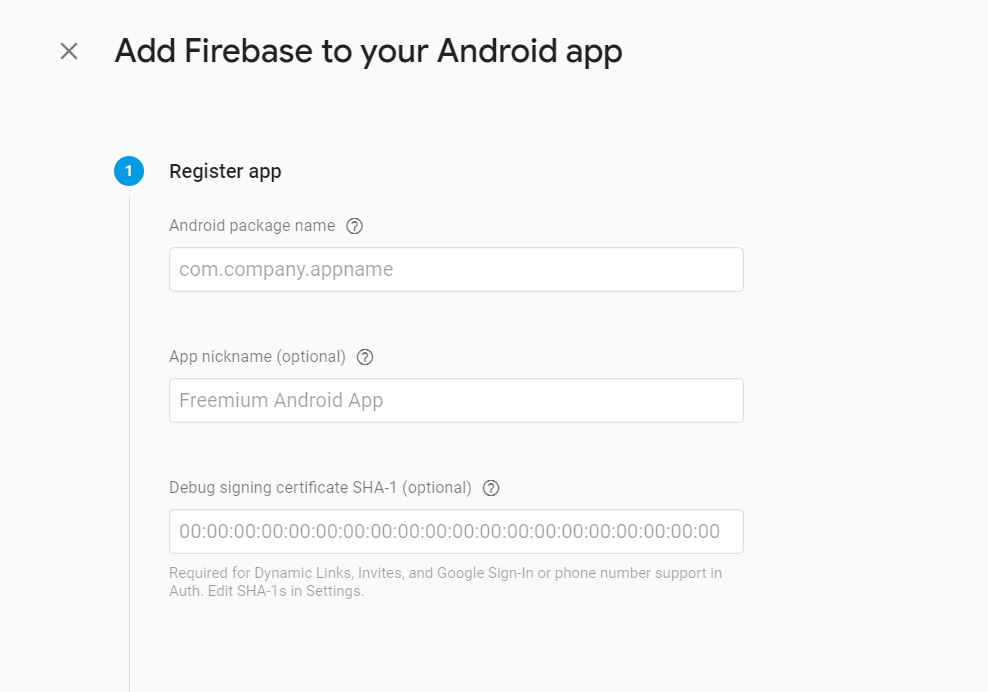 Add Firebase to your Android app
1
Register app
Android package name ?
com.company.appname
App nickname (optional) ?
Freemium Android App
Debug signing certificate SHA-1 (optional) ?
00:00:00:00:00:00:00:00:00:00:00:00:00:00:00:00:00:00:00:00
Required for Dynamic Links, Invites, and Google Sign-In or phone number support in
Auth. Edit SHA-1s in Settings.